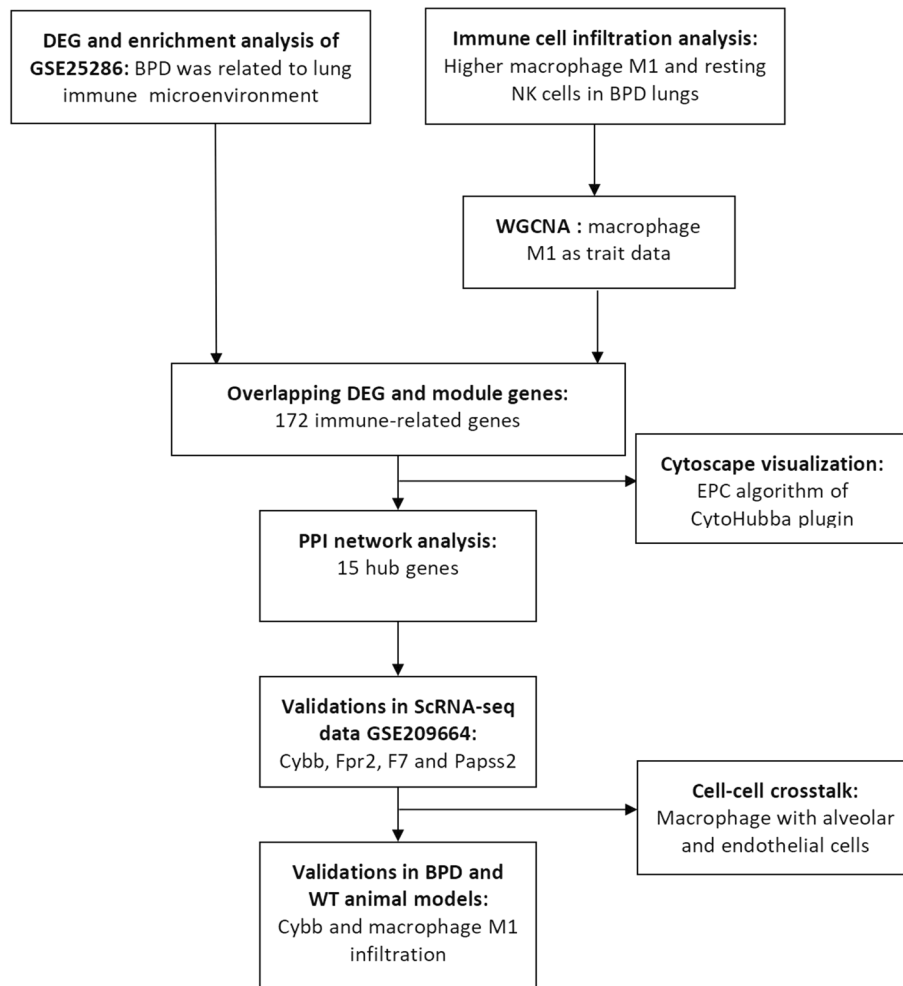 DEG and enrichment analysis of
GSE25286: BPD was related to lung
immune microenvironment
Immune cell infiltration analysis:
Higher macrophage M1 and resting
NK cells in BPD lungs
WGCNA : macrophage
M1 as trait data
Overlapping DEG and module genes:
172 immune-related genes
Cytoscape visualization:
EPC algorithm of
CytoHubba plugin
PPI network analysis:
15 hub genes
Validations in ScRNA-seq
data GSE209664:
Cybb, Fpr2, F7 and Papss2
Cell-cell crosstalk:
Macrophage with alveolar
and endothelial cells
Validations in BPD and
WT animal models:
Cybb and macrophage M1
infiltration